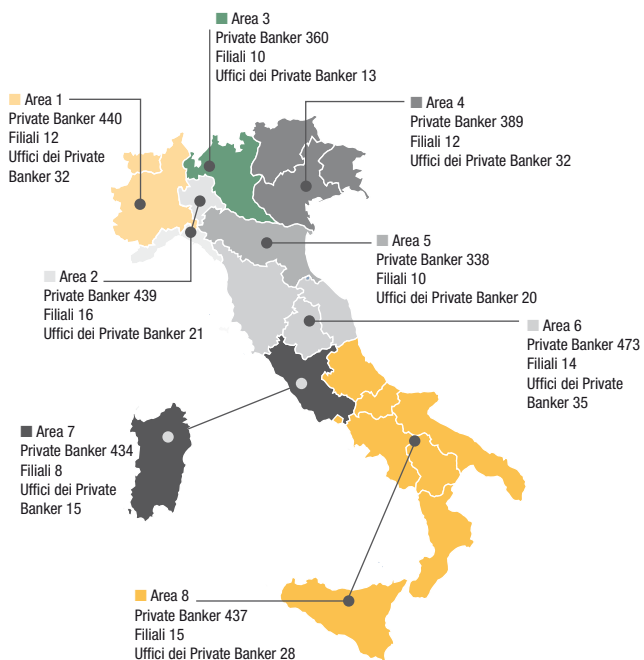 Area 3
Private Banker 360
Filiali 10
Uffici dei Private Banker 13
Area 1
Private Banker 440
Filiali 12
Uffici dei Private
Banker 32
Area 4
Private Banker 389
Filiali 12
Uffici dei Private Banker 32
Area 5
Private Banker 338
Filiali 10
Uffici dei Private Banker 20
Area 2
Private Banker 439
Filiali 16
Uffici dei Private Banker 21
Area 6
Private Banker 473
Filiali 14
Uffici dei Private
Banker 35
Area 7
Private Banker 434
Filiali 8
Uffici dei Private
Banker 15
Area 8
Private Banker 437
Filiali 15
Uffici dei Private Banker 28